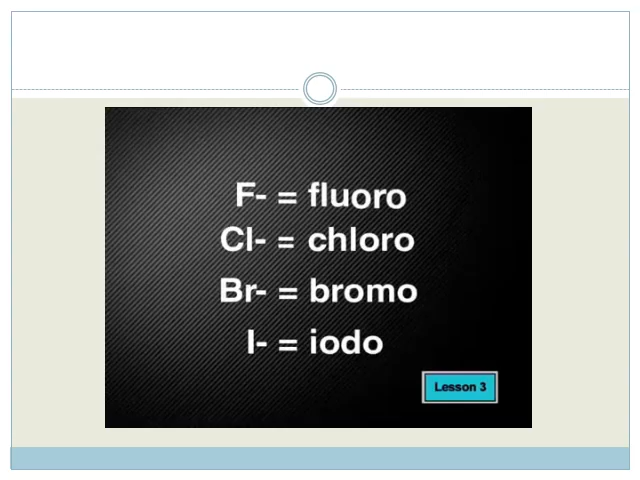 F- = fluoro
Cl- = chloro
Br- = bromo
I- = iodo
Lesson 3